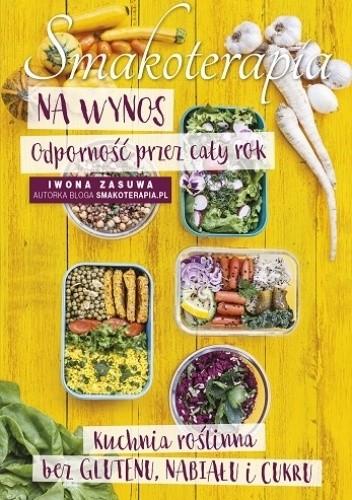 Smakoterapia
NA WYNOS
Odporność przez cały rok
IWONA ZASUWA
AUTORKA BLOGA SMAKOTERAPIA.PL
Kuchnia roślinna
bez GLUTENU, NABIAŁU i CUKRU